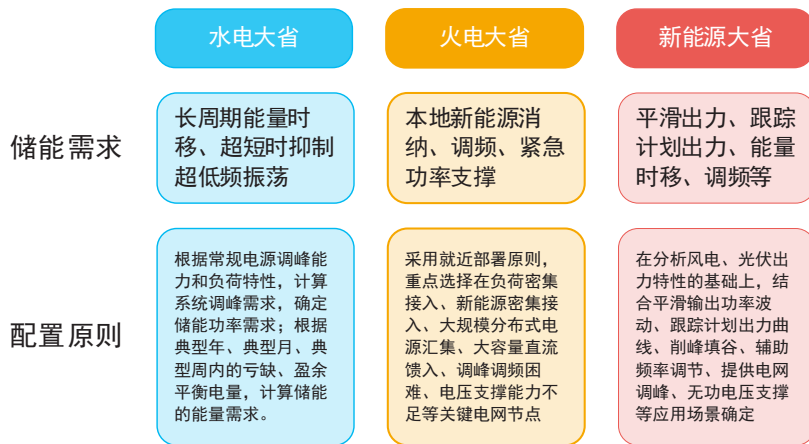 水电大省
火电大省
新能源大省
储能需求
长周期能量时
移、超短时抑制
超低频振荡
本地新能源消
纳、调频、紧急
功率支撑
平滑出力、跟踪
计划出力、能量
时移、调频等
配置原则
根据常规电源调峰能
力和负荷特性，计算
系统调峰需求，确定
储能功率需求；根据
典型年、典型月、典
型周内的亏缺、盈余
平衡电量，计算储能
的能量需求。
采用就近部署原则，
重点选择在负荷密集
接入、新能源密集接
入、大规模分布式电
源汇集、大容量直流
馈入、调峰调频困
难、电压支撑能力不
足等关键电网节点
在分析风电、光伏出
力特性的基础上，结
合平滑输出功率波
动、跟踪计划出力曲
线、削峰填谷、辅助
频率调节、提供电网
调峰、无功电压支撑
等应用场景确定